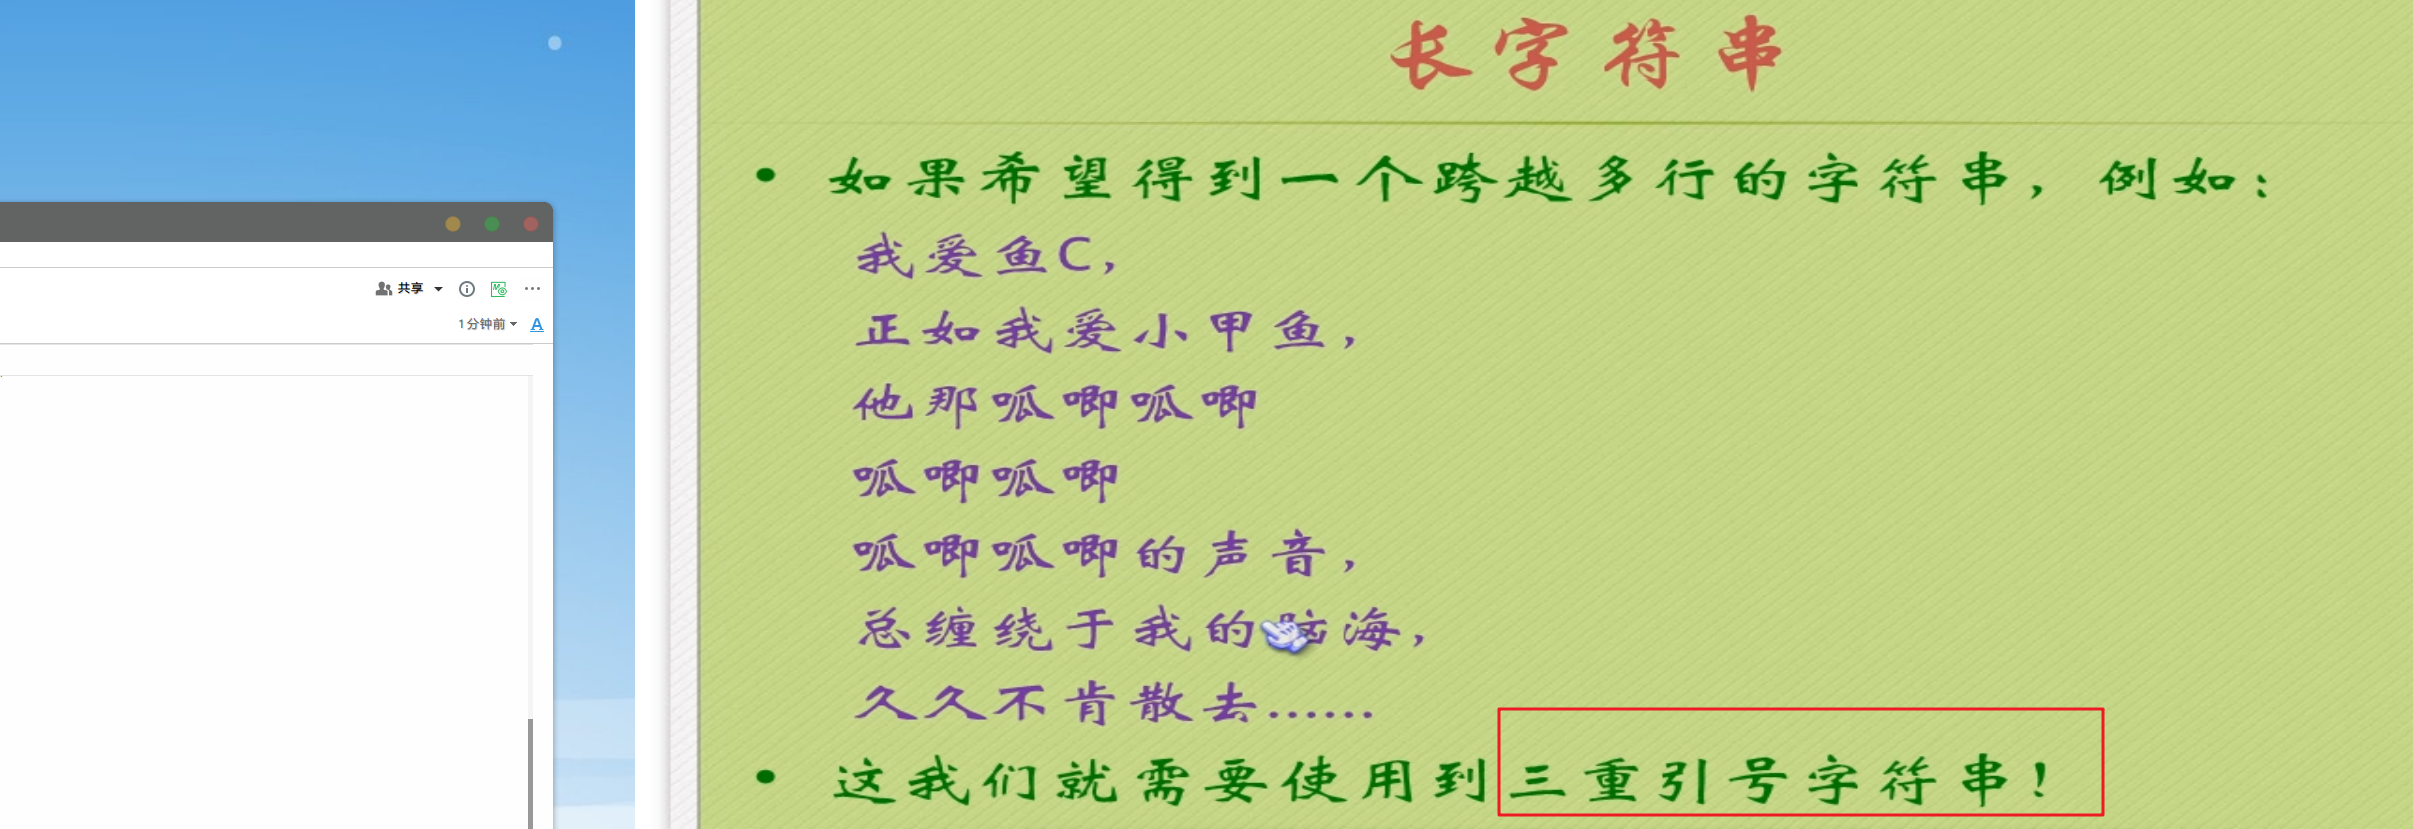 共享
1分钟前
A
长字符串
• 如果希望得到一个跨越多行的字符串，例如：
我爱鱼C，
正如我爱小甲鱼，
他那呱唧呱唧
呱唧呱唧
呱唧呱唧的声音，
总缠绕于我的脑海，
久久不肯散去……
• 这我们就需要使用到三重引号字符串！